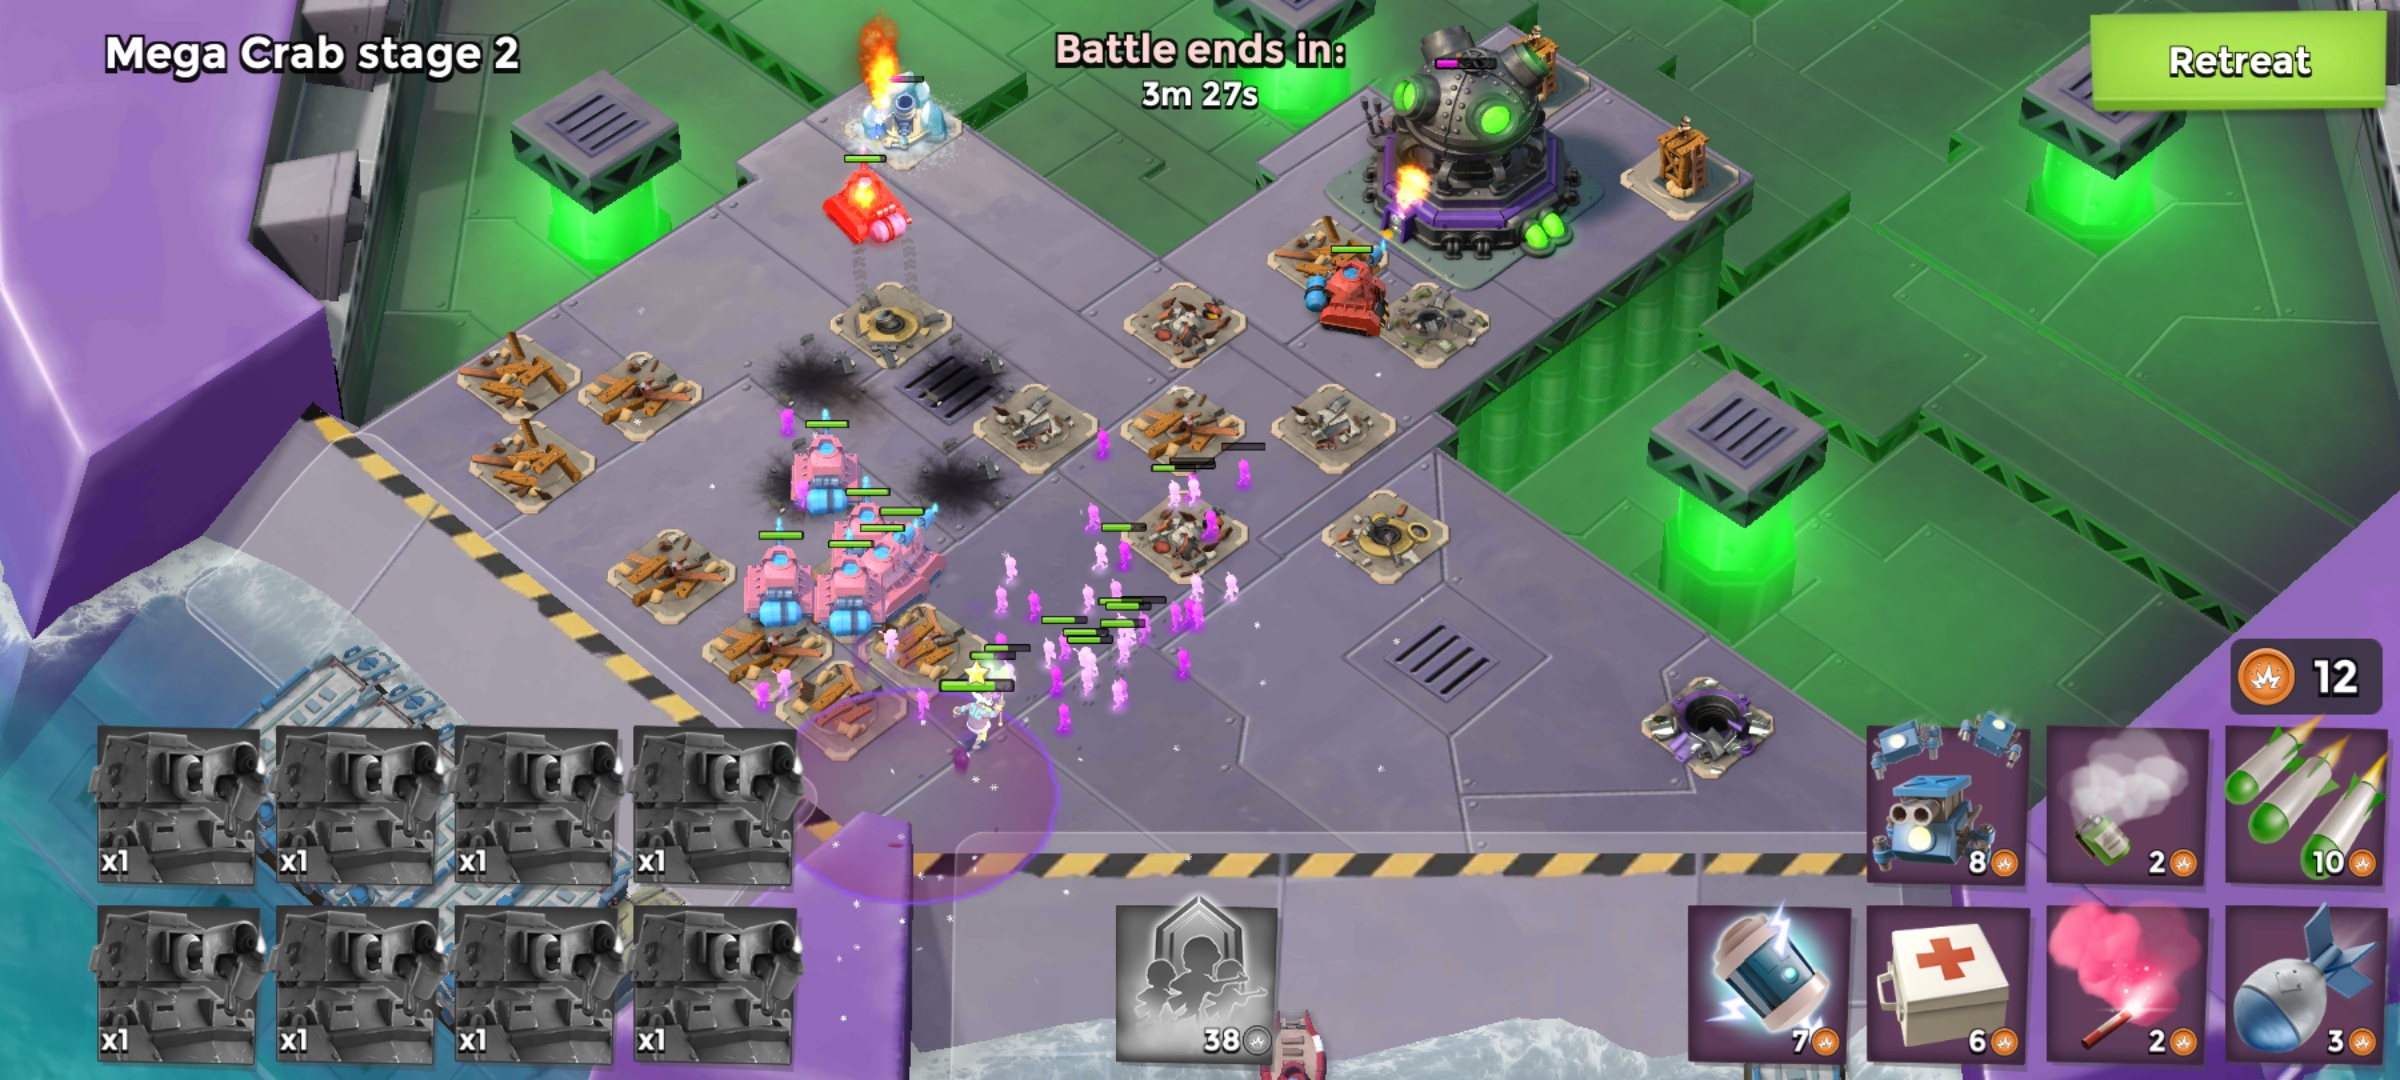 Mega Crab stage 2
Battle ends in:
3m 27s
Retreat
12
x1 x1 x1 x1
8 2 10
x1 x1 x1 x1
38
7 6 2 3